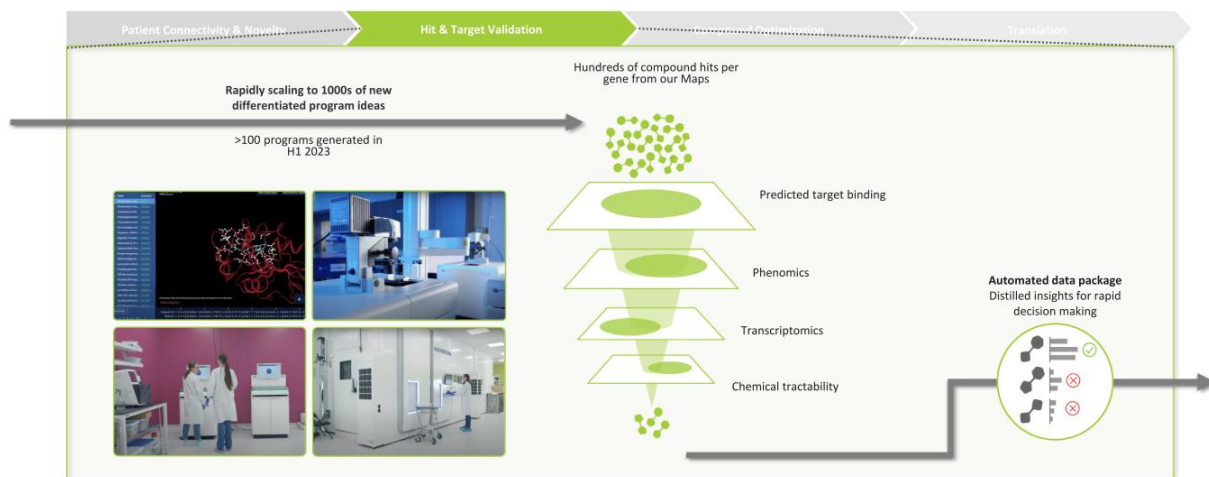 Patient Connectivity & Novelty
Hit & Target Validation
Compound Optimization
Translation
Rapidly scaling to 1000s of new
differentiated program ideas
>100 programs generated in
H1 2023
Hundreds of compound hits per
gene from our Maps
Predicted target binding
Phenomics
Transcriptomics
Chemical tractability
Automated data package
Distilled insights for rapid
decision making